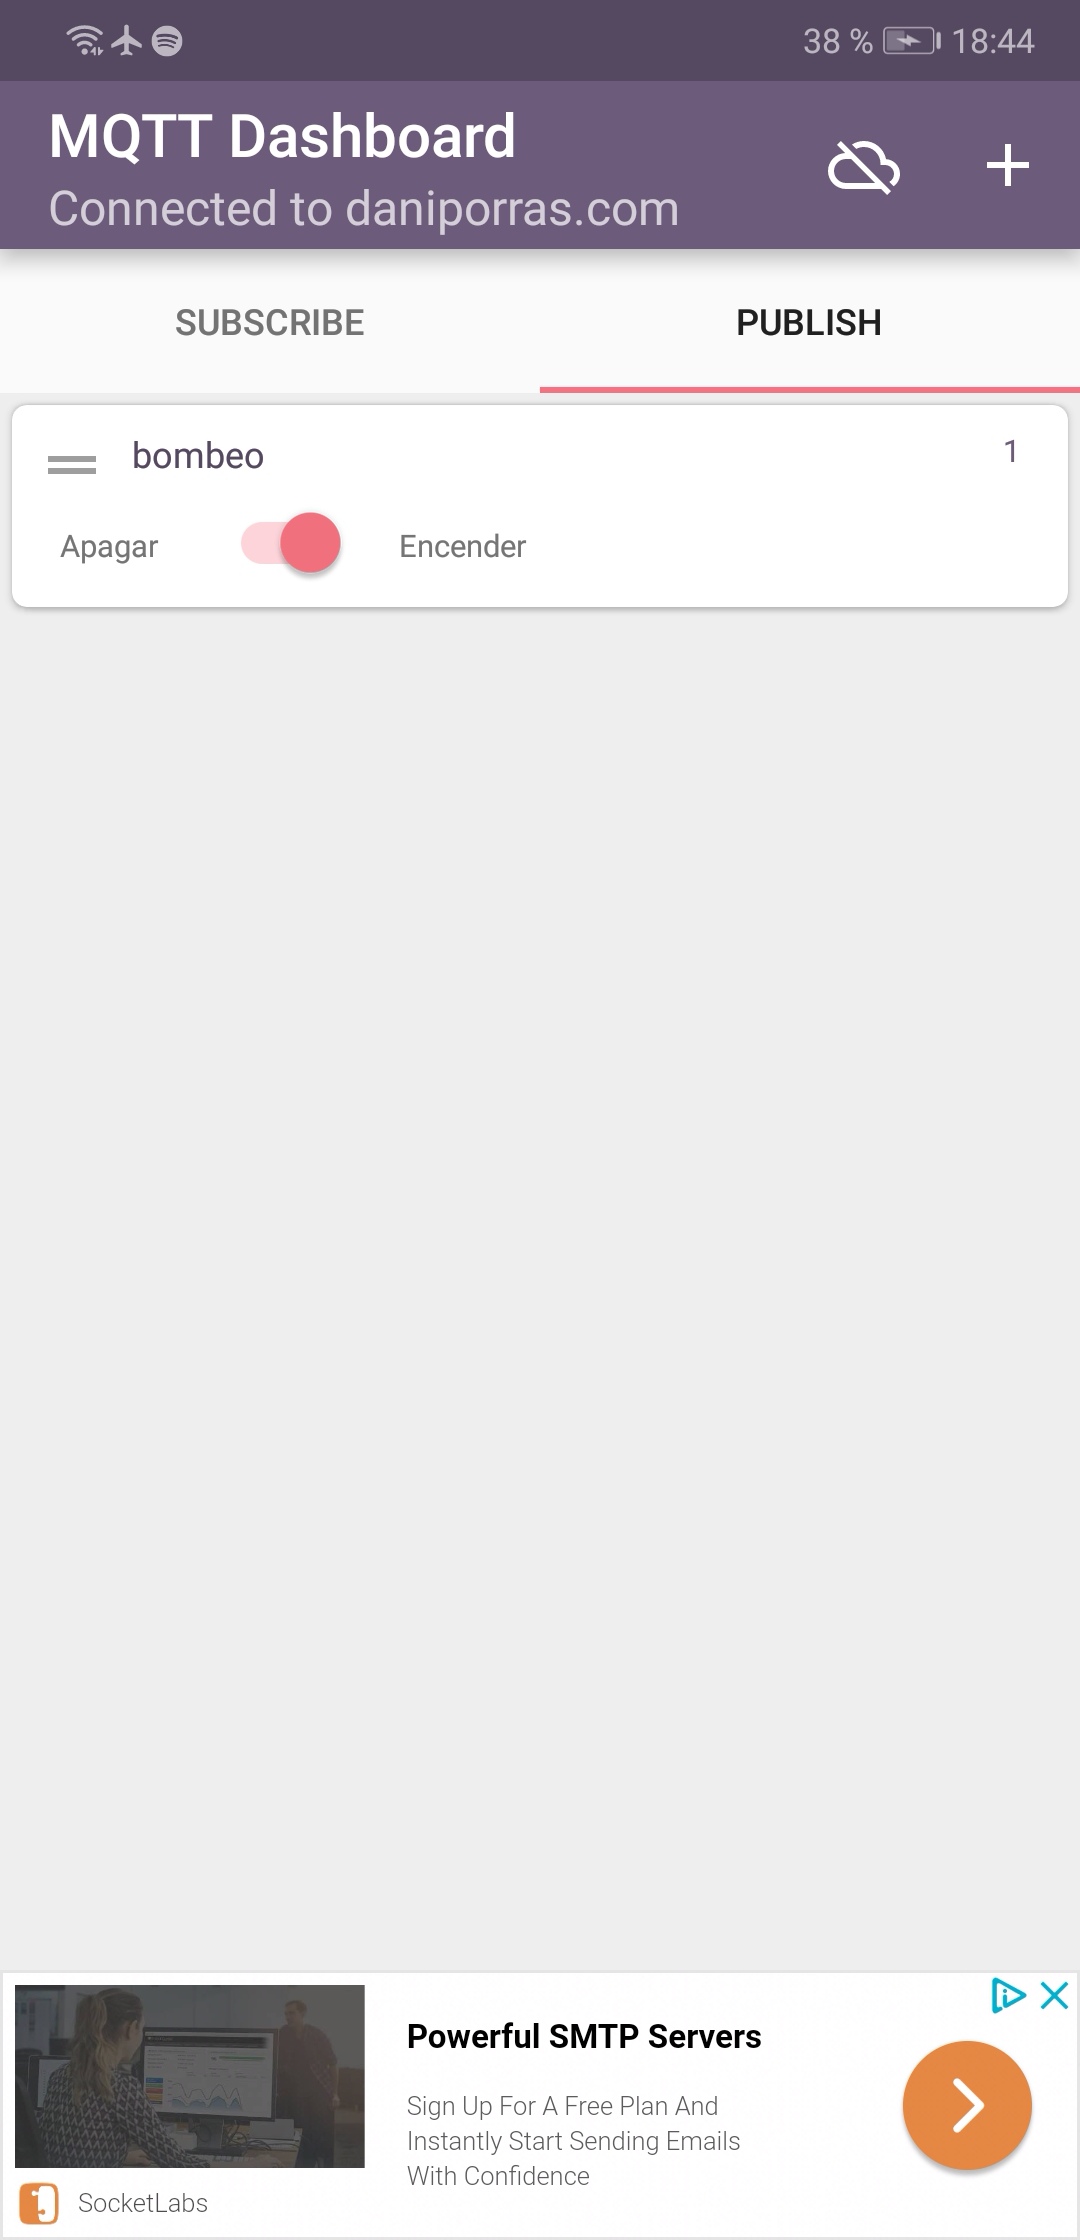 38 % 18:44
MQTT Dashboard
Connected to daniporras.com
SUBSCRIBE PUBLISH
bombeo 1
Apagar Encender
Powerful SMTP Servers
Sign Up For A Free Plan And
Instantly Start Sending Emails
With Confidence
SocketLabs